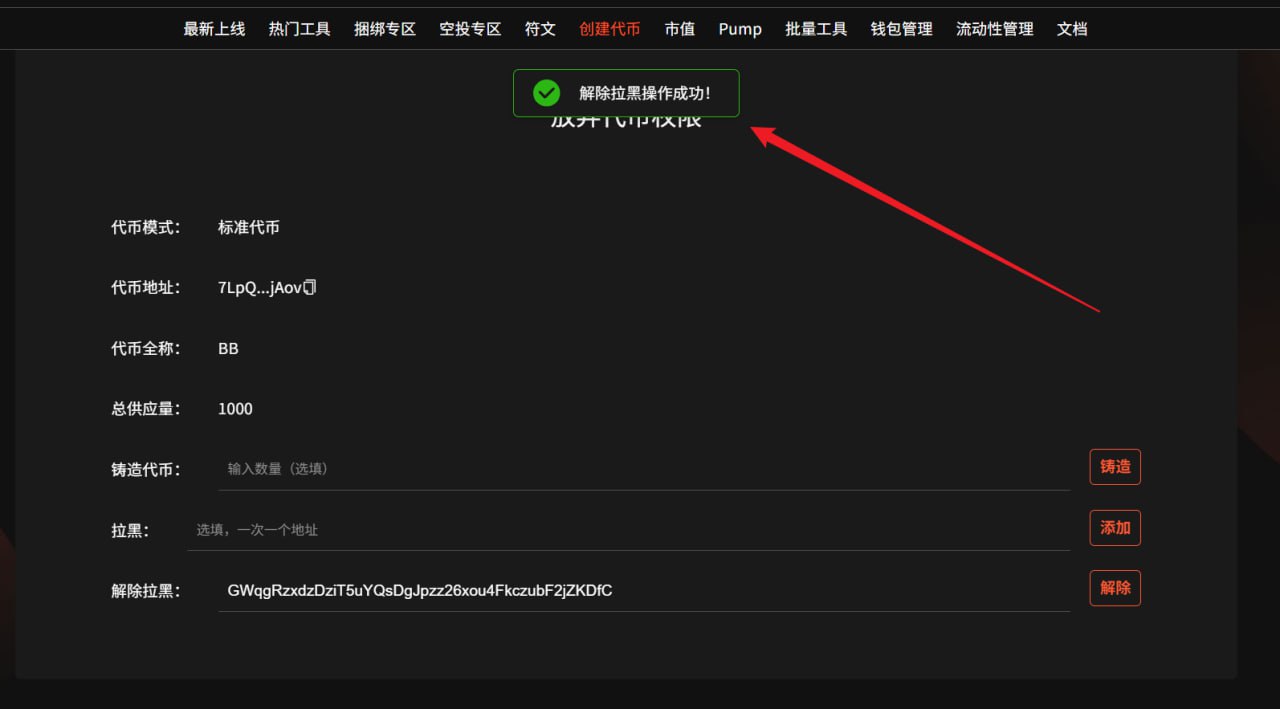 最新上线 热门工具 捆绑专区 空投专区 符文 创建代币 市值 Pump 批量工具 钱包管理 流动性管理 文档
解除拉黑操作成功！
放弃代币权限
代币模式： 标准代币
代币地址： 7LpQ...jAov
代币全称： BB
总供应量： 1000
铸造代币： 输入数量（选填） 铸造
拉黑： 选填，一次一个地址 添加
解除拉黑： GWqgRzxdzDziT5uYQsDgJpzz26xou4FkczubF2jZKDfC 解除